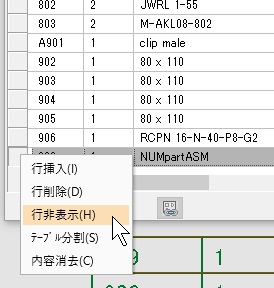 802 2 JWRL 1-55
803 2 M-AKL08-802
A901 1 clip male
902 1 80 x 110
903 1 80 x 110
904 1 80 x 110
905 1 80 x 110
906 1 RCPN 16-N-40-P8-G2
1 NUMpartASM
行挿入(I)
行削除(D)
行非表示(H)
ﾃｰﾌﾞﾙ分割(S)
内容消去(C)
9 1
1